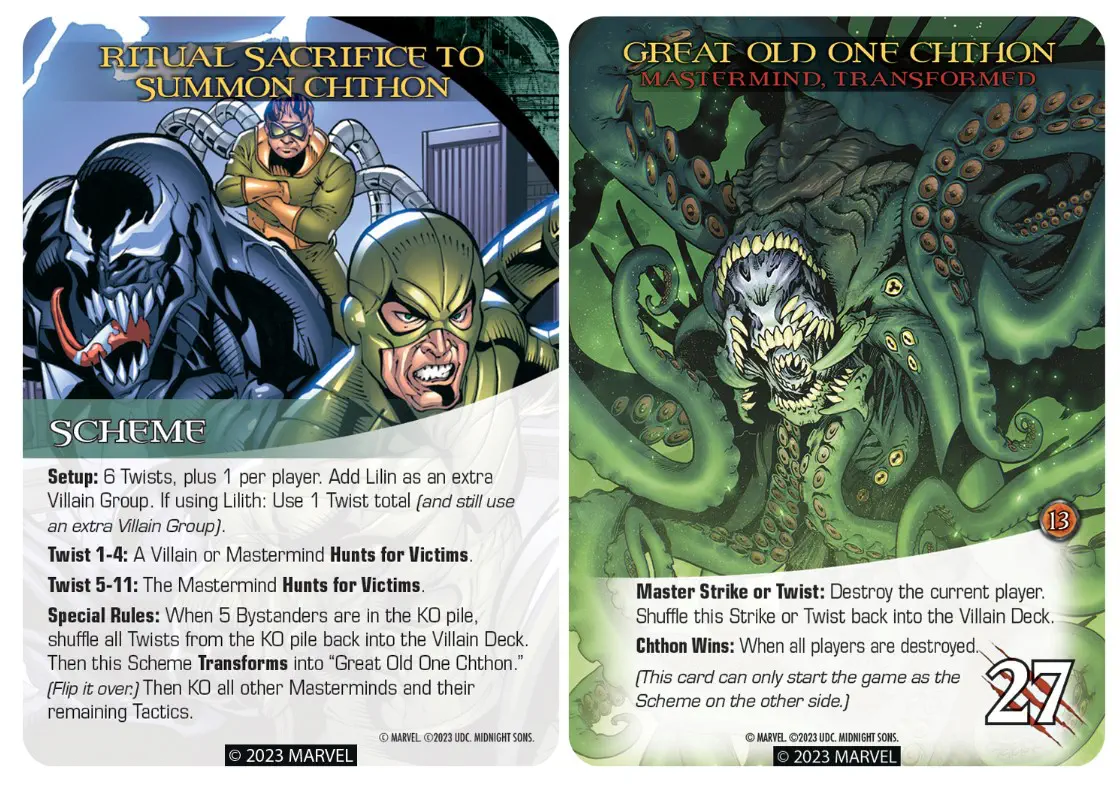 RITUAL SACRIFICE TO
SUMMON CHTHON
SCHEME
Setup: 6 Twists, plus 1 per player. Add Lilin as an extra
Villain Group. If using Lilith: Use 1 Twist total (and still use
an extra Villain Group).
Twist 1-4: A Villain or Mastermind Hunts for Victims.
Twist 5-11: The Mastermind Hunts for Victims.
Special Rules: When 5 Bystanders are in the KO pile,
shuffle all Twists from the KO pile back into the Villain Deck.
Then this Scheme Transforms into “Great Old One Chthon.”
(Flip it over.) Then KO all other Masterminds and their
remaining Tactics.
© MARVEL. ©2023 UDC. MIDNIGHT SONS.
© 2023 MARVEL
GREAT OLD ONE CHTHON
MASTERMIND, TRANSFORMED
13
Master Strike or Twist: Destroy the current player.
Shuffle this Strike or Twist back into the Villain Deck.
Chthon Wins: When all players are destroyed.
(This card can only start the game as the
Scheme on the other side.)
27
© MARVEL. ©2023 UDC. MIDNIGHT SONS.
© 2023 MARVEL